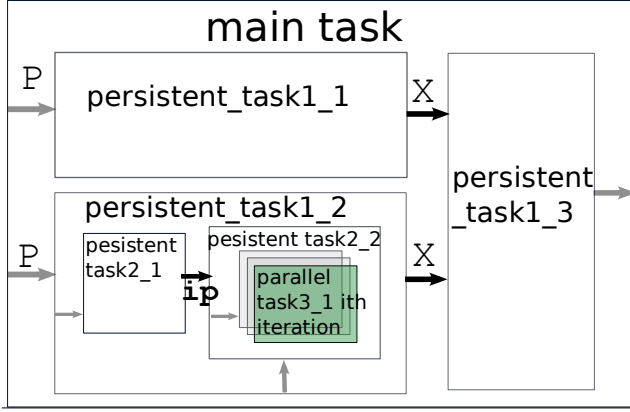 main task
P
persistent_task1_1
X
persistent
_task1_3
persistent_task1_2
P
pesistent
task2_1
ip
pesistent task2_2
parallel
task3_1 ith
iteration
X